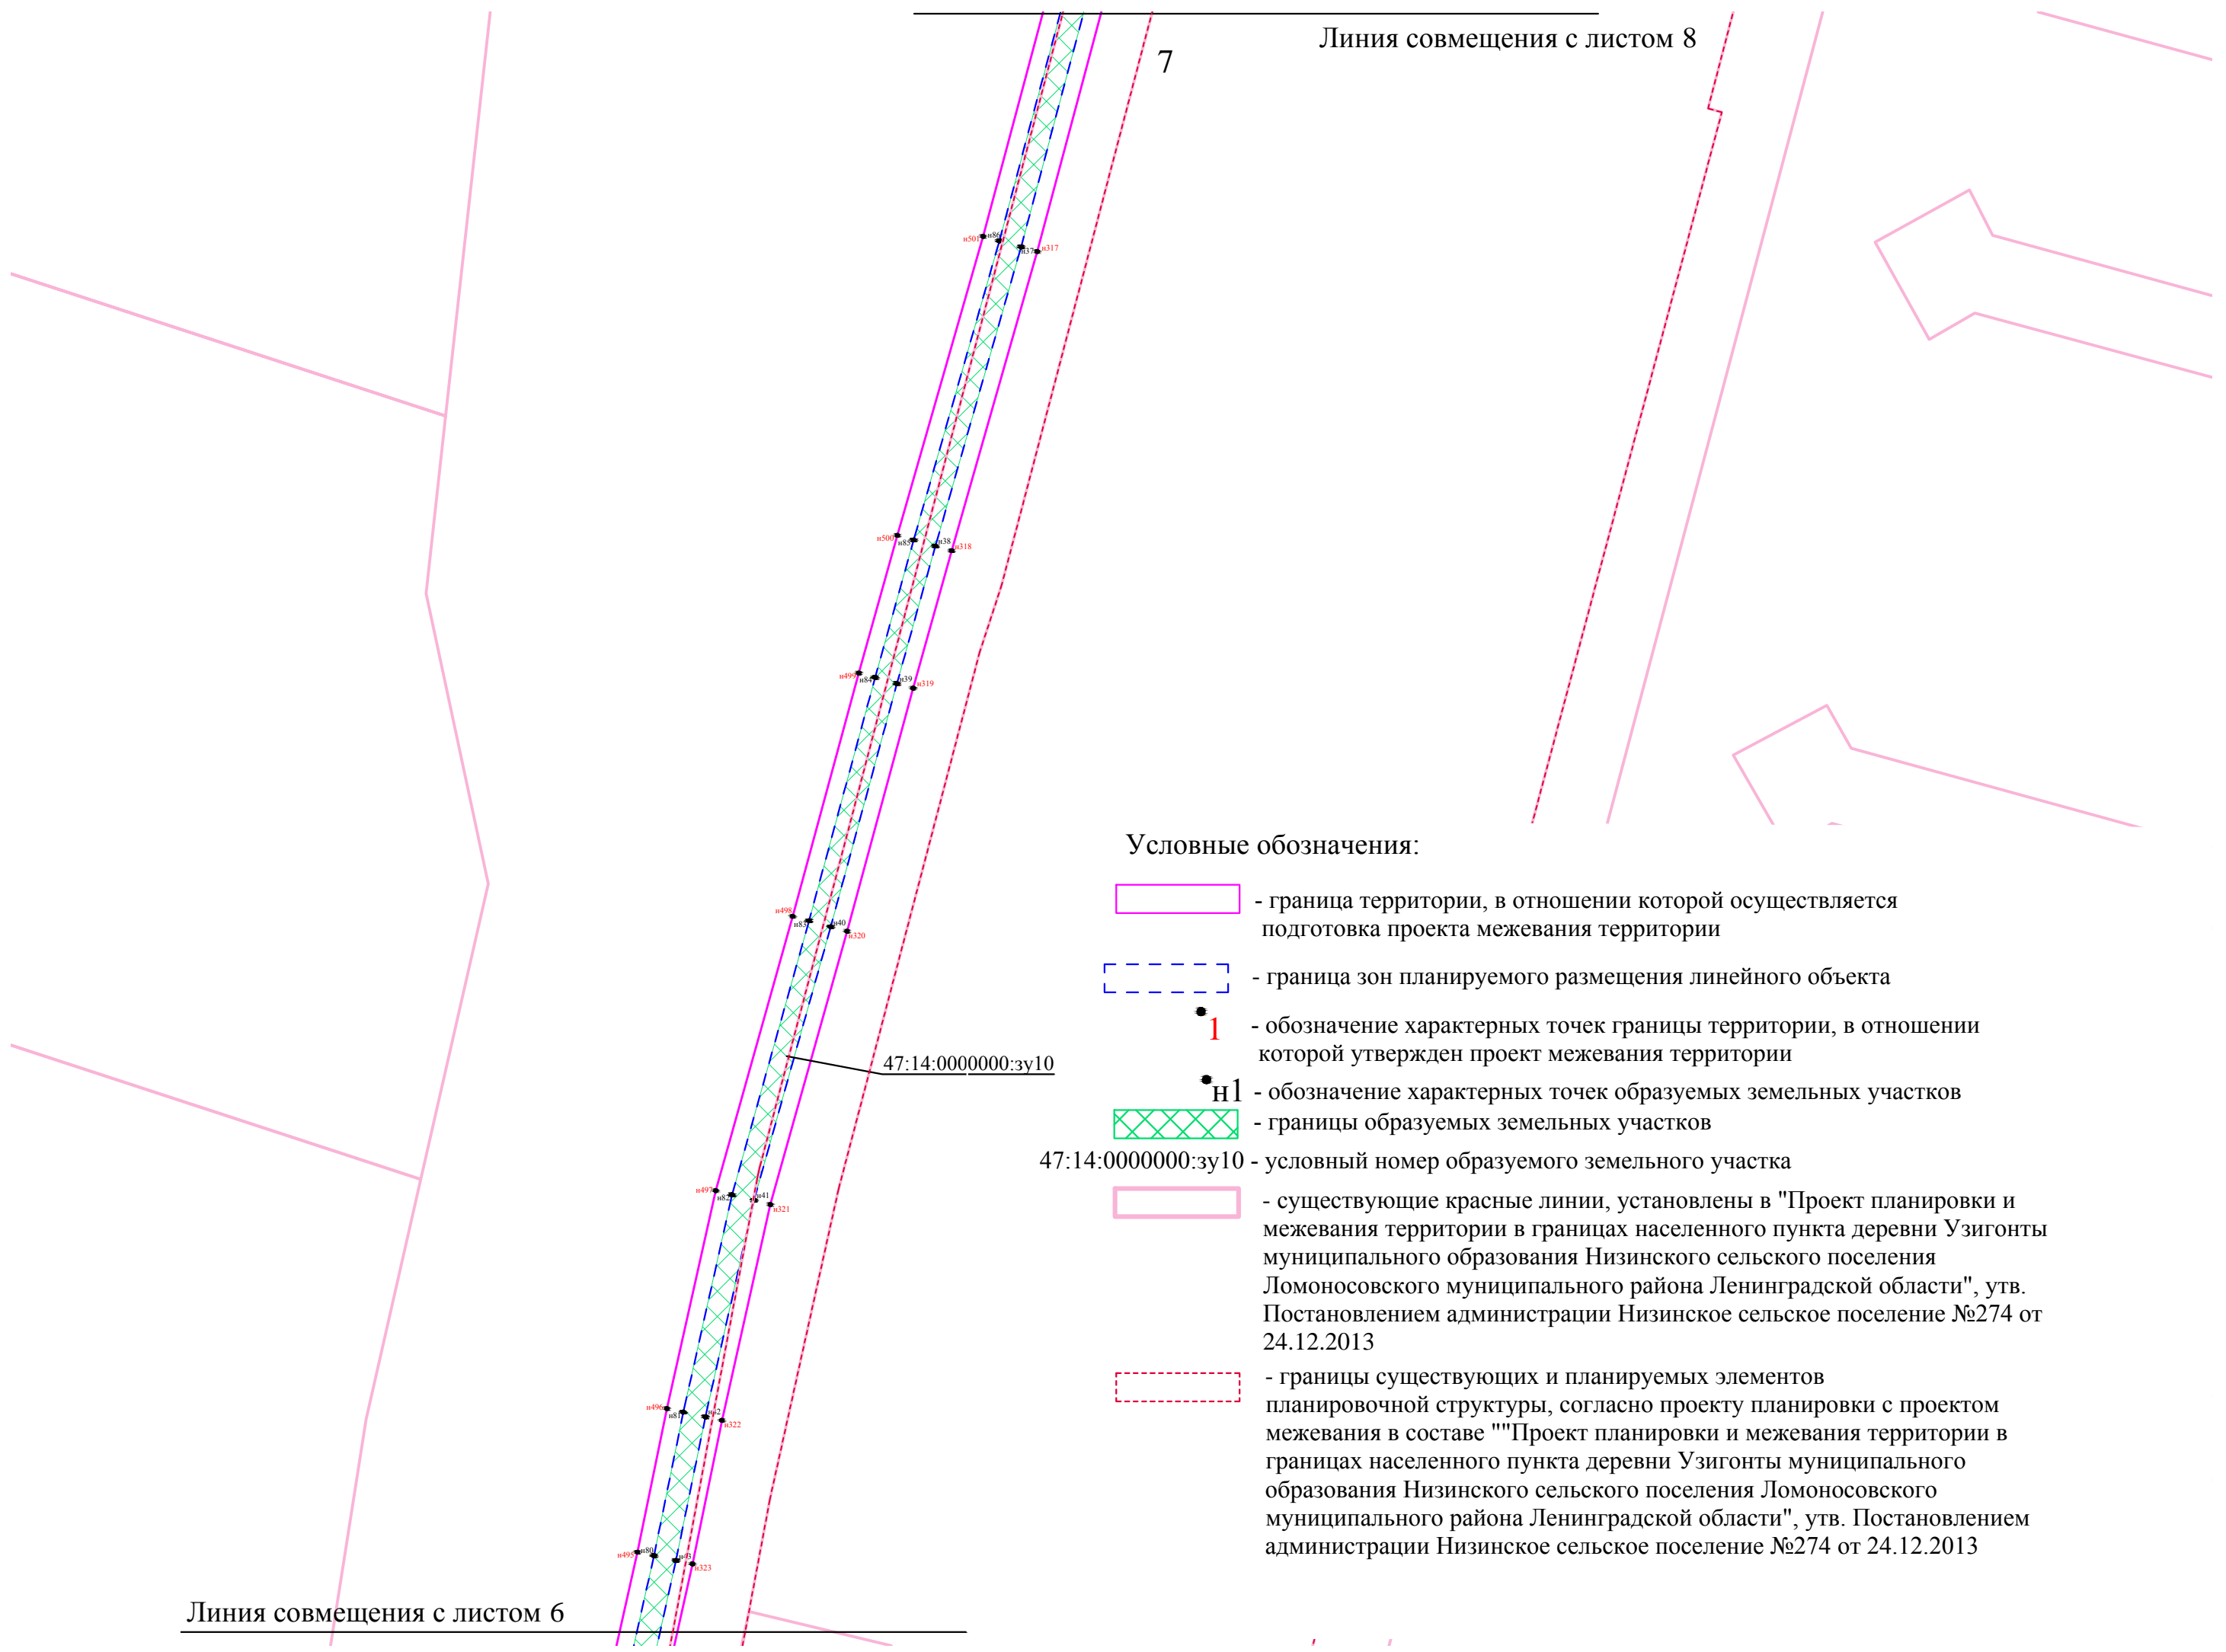 Линия совмещения с листом 8
7
н501
н86
н37
н317
н500
н85
н38
н318
н499
н84
н39
н319
н498
н83
н40
н320
47:14:0000000:зу10
н497
н82
н41
н321
н496
н81
н42
н322
н495
н80
н43
н323
Линия совмещения с листом 6
Условные обозначения:
- граница территории, в отношении которой осуществляется
подготовка проекта межевания территории
- граница зон планируемого размещения линейного объекта
1 - обозначение характерных точек границы территории, в отношении
которой утвержден проект межевания территории
н1 - обозначение характерных точек образуемых земельных участков
- границы образуемых земельных участков
47:14:0000000:зу10 - условный номер образуемого земельного участка
- существующие красные линии, установлены в "Проект планировки и
межевания территории в границах населенного пункта деревни Узигонты
муниципального образования Низинского сельского поселения
Ломоносовского муниципального района Ленинградской области", утв.
Постановлением администрации Низинское сельское поселение №274 от
24.12.2013
- границы существующих и планируемых элементов
планировочной структуры, согласно проекту планировки с проектом
межевания в составе ""Проект планировки и межевания территории в
границах населенного пункта деревни Узигонты муниципального
образования Низинского сельского поселения Ломоносовского
муниципального района Ленинградской области", утв. Постановлением
администрации Низинское сельское поселение №274 от 24.12.2013